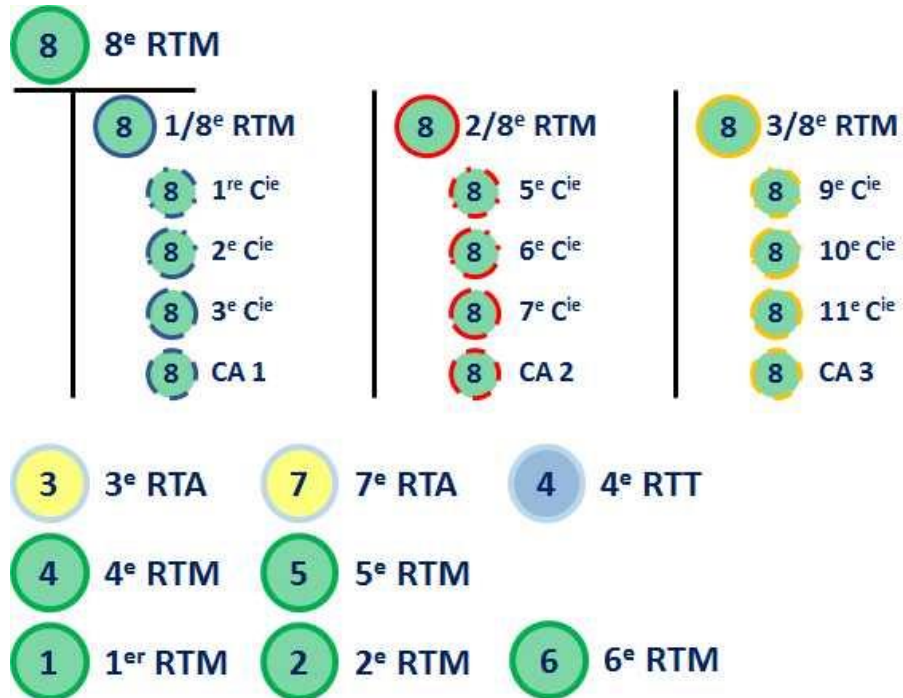 8 8ᵉ RTM
8 1/8ᵉ RTM 8 2/8ᵉ RTM 8 3/8ᵉ RTM
8 1ʳᵉ Cⁱᵉ 8 5ᵉ Cⁱᵉ 8 9ᵉ Cⁱᵉ
8 2ᵉ Cⁱᵉ 8 6ᵉ Cⁱᵉ 8 10ᵉ Cⁱᵉ
8 3ᵉ Cⁱᵉ 8 7ᵉ Cⁱᵉ 8 11ᵉ Cⁱᵉ
8 CA 1 8 CA 2 8 CA 3
3 3ᵉ RTA 7 7ᵉ RTA 4 4ᵉ RTT
4 4ᵉ RTM 5 5ᵉ RTM
1 1ᵉʳ RTM 2 2ᵉ RTM 6 6ᵉ RTM